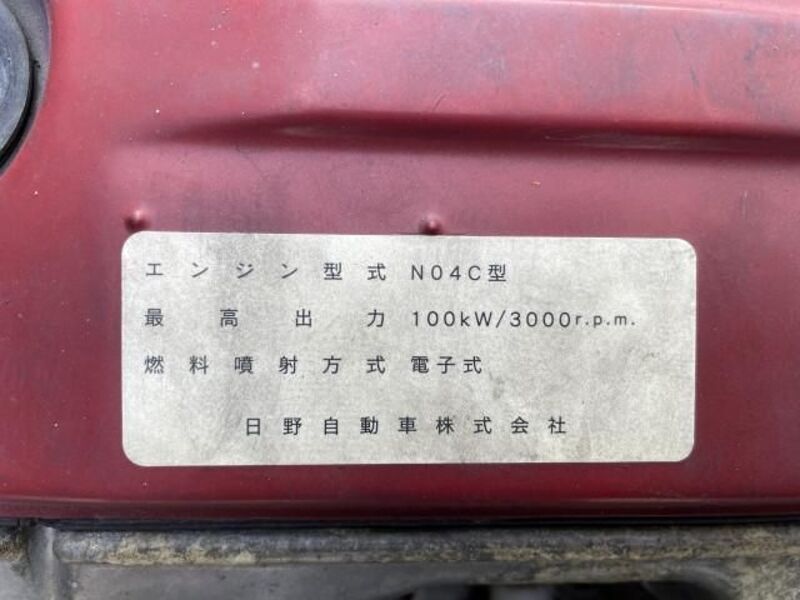 エンジン型式 N04C型
最高出力 100kW/3000r.p.m.
燃料噴射方式 電子式
日野自動車株式会社